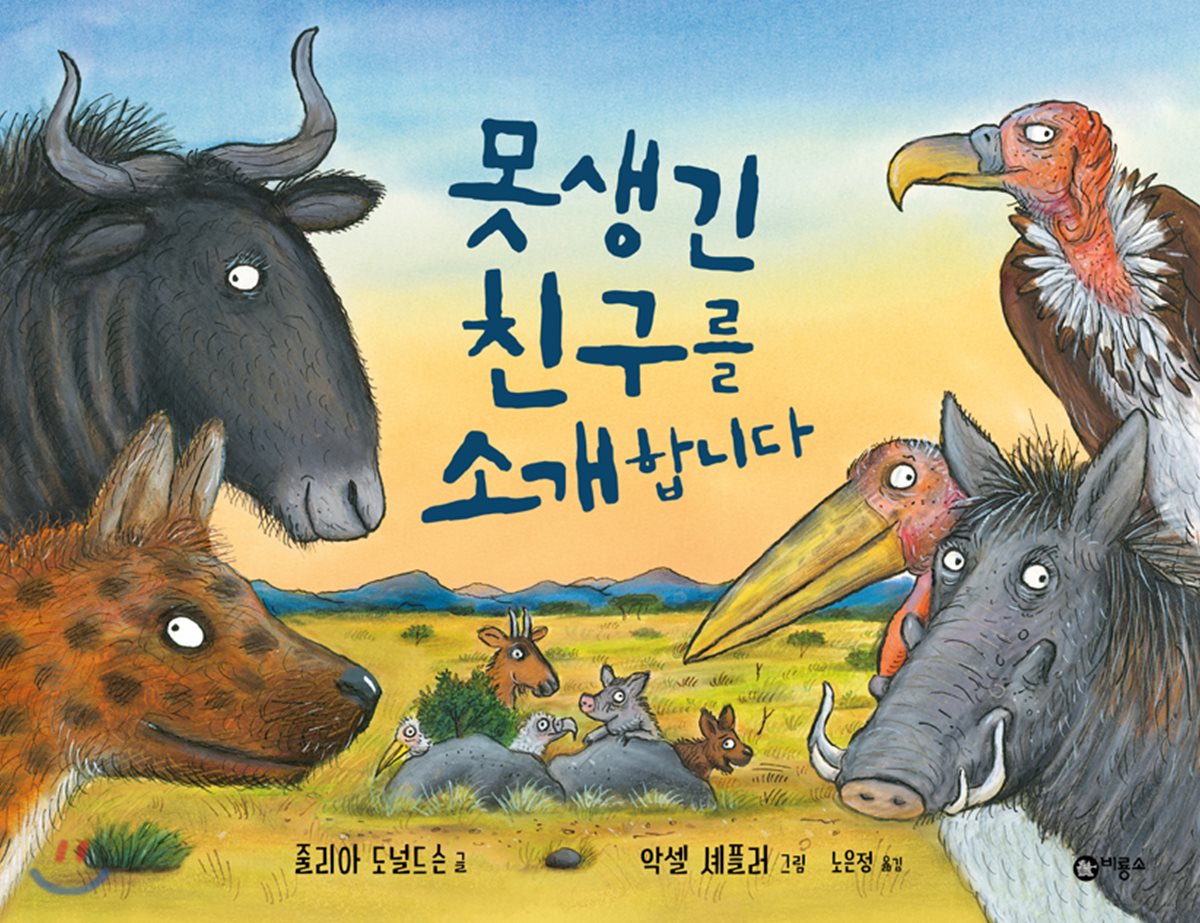 못생긴
친구를
소개합니다
줄리아 도널드슨 글
악셀 셰플러 그림 노은정 옮김
비룡소